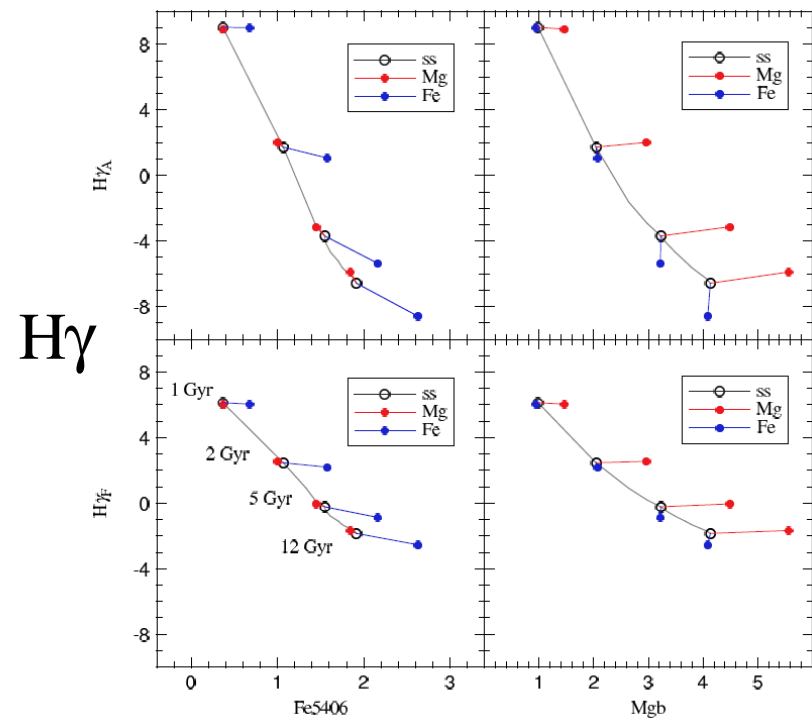 8
4
0
-4
-8
HγA
ss
Mg
Fe
ss
Mg
Fe
Hγ
8
4
0
-4
-8
HγF
1 Gyr
2 Gyr
5 Gyr
12 Gyr
ss
Mg
Fe
ss
Mg
Fe
0 1 2 3
Fe5406
1 2 3 4 5
Mgb